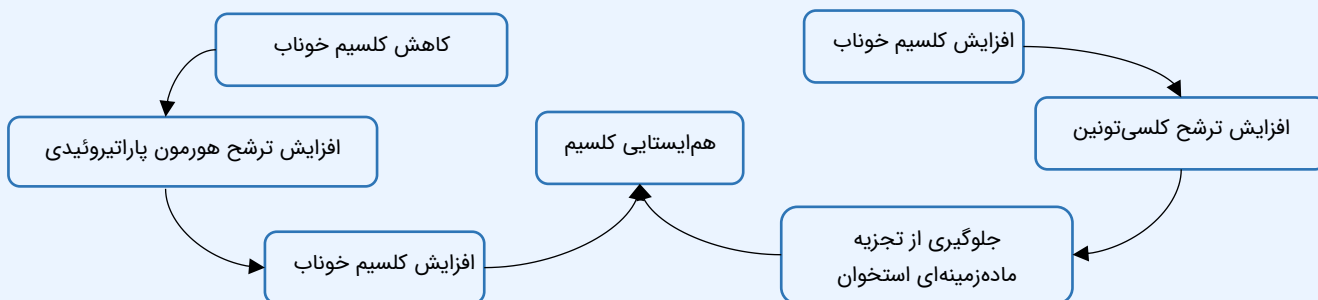 افزایش کلسیم خوناب
کاهش کلسیم خوناب
افزایش ترشح کلسی‌تونین
هم‌ایستایی کلسیم
افزایش ترشح هورمون پاراتیروئیدی
جلوگیری از تجزیه
ماده‌زمینه‌ای استخوان
افزایش کلسیم خوناب